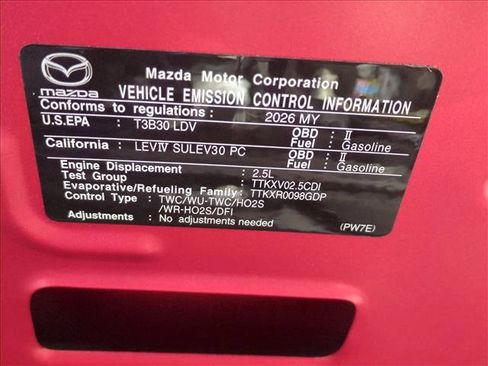 mazda
Mazda Motor Corporation
VEHICLE EMISSION CONTROL INFORMATION
Conforms to regulations : 2026 MY
U.S.EPA : T3B30 LDV OBD : II
Fuel : Gasoline
California : LEVIV SULEV30 PC OBD : II
Fuel : Gasoline
Engine Displacement : 2.5L
Test Group : TTKXV02.5CDI
Evaporative/Refueling Family: TTKXR0098GDP
Control Type : TWC/WU-TWC/HO2S
/WR-HO2S/DFI
Adjustments : No adjustments needed
(PW7E)